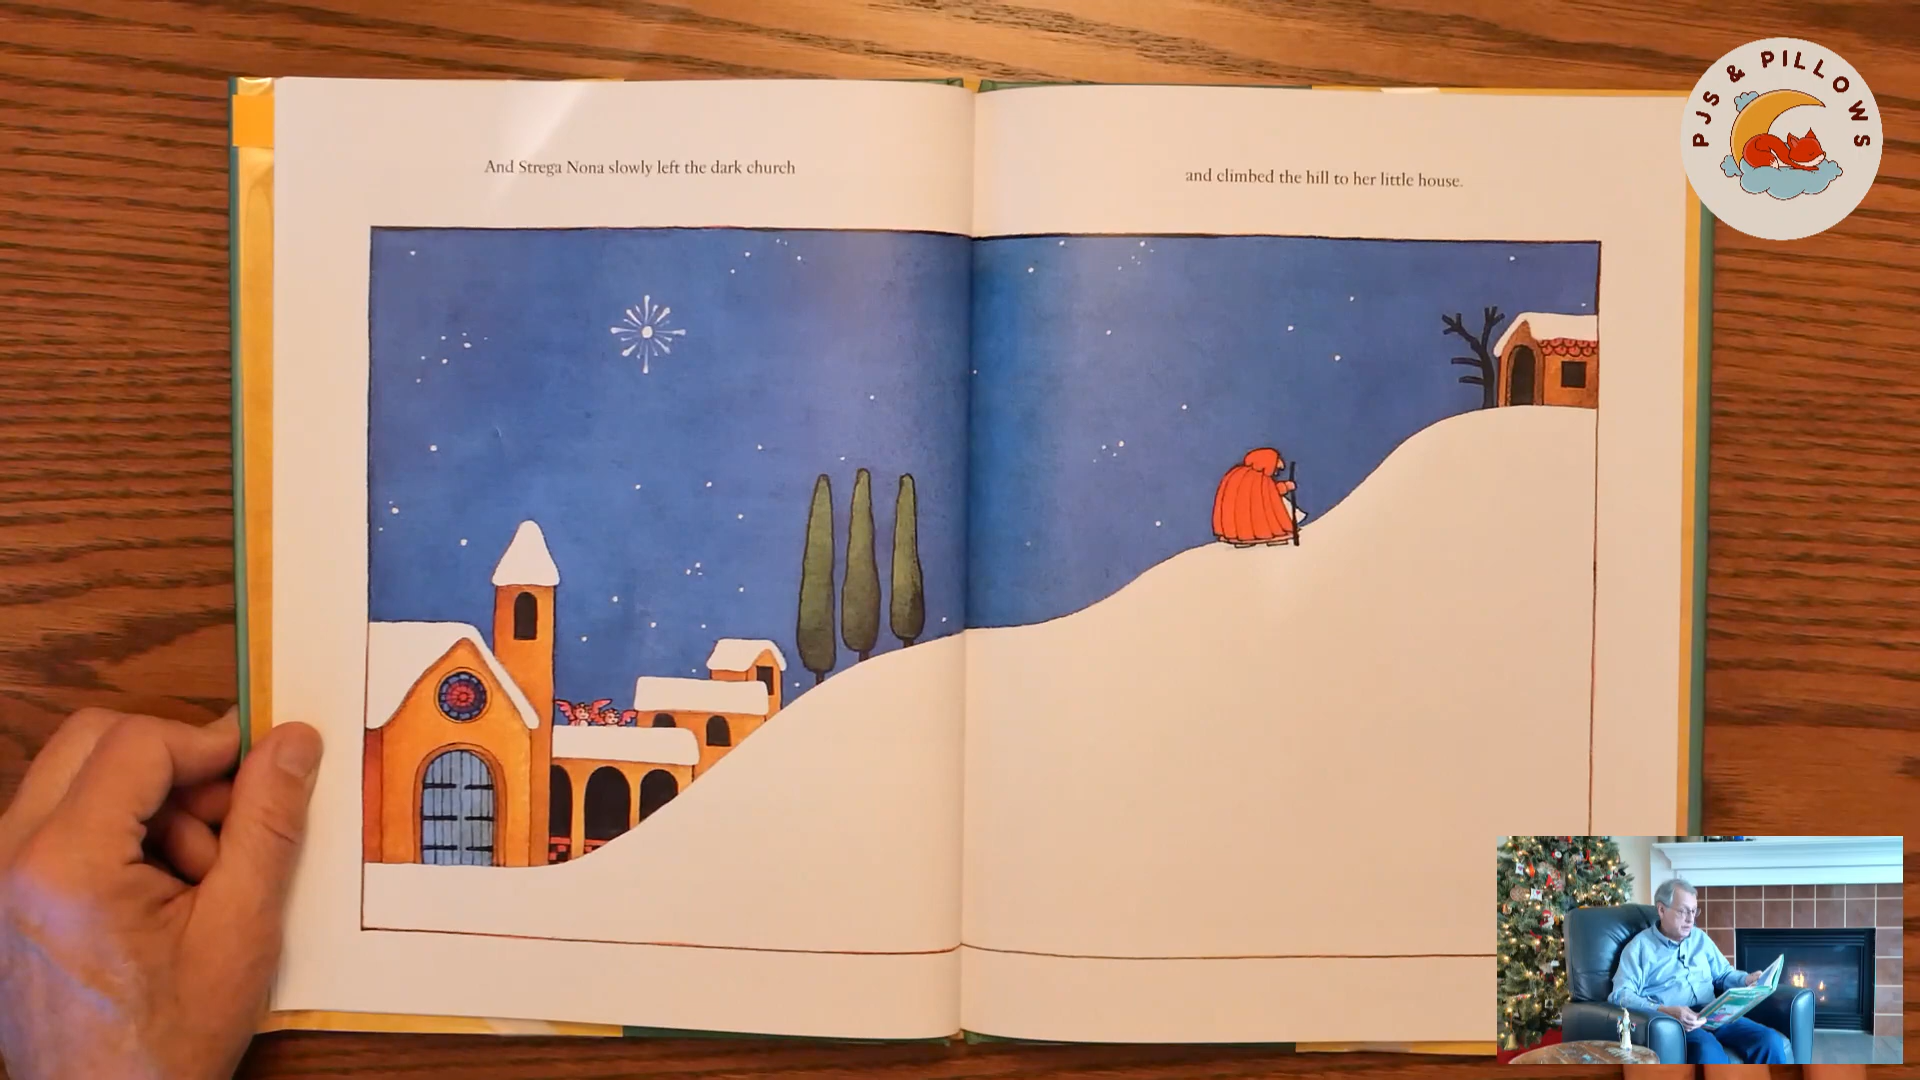 And Strega Nona slowly left the dark church
and climbed the hill to her little house.
PJS & PILLOWS